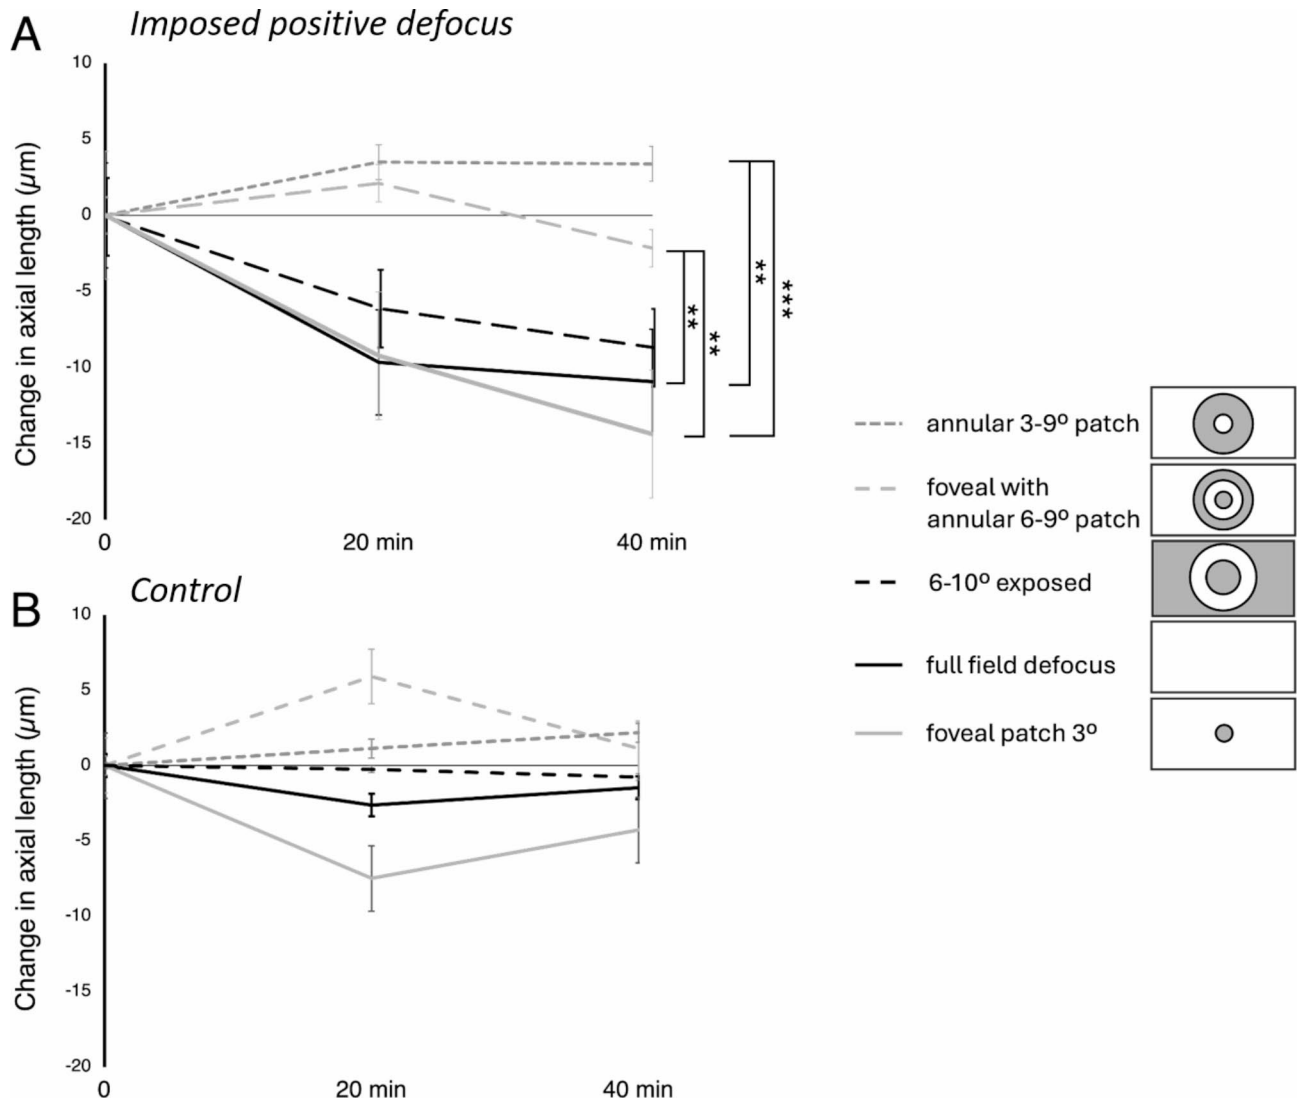 A
Imposed positive defocus
Change in axial length (µm)
10
5
0
-5
-10
-15
-20
0
20 min
40 min
**
**
**
***
B
Control
Change in axial length (µm)
10
5
0
-5
-10
-15
-20
0
20 min
40 min
annular 3-9º patch
foveal with
annular 6-9º patch
6-10º exposed
full field defocus
foveal patch 3º